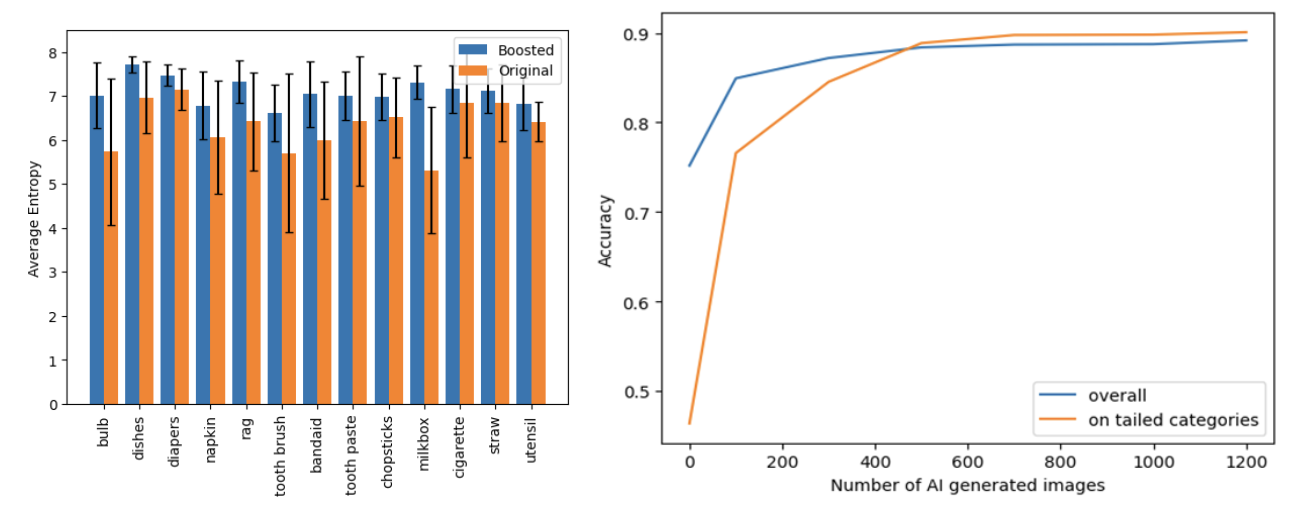 8
7
6
5
4
3
2
1
0
Average Entropy
Boosted
Original
bulb
dishes
diapers
napkin
rag
tooth brush
bandaid
tooth paste
chopsticks
milkbox
cigarette
straw
utensil
0.9
0.8
0.7
0.6
0.5
Accuracy
overall
on tailed categories
0 200 400 600 800 1000 1200
Number of AI generated images